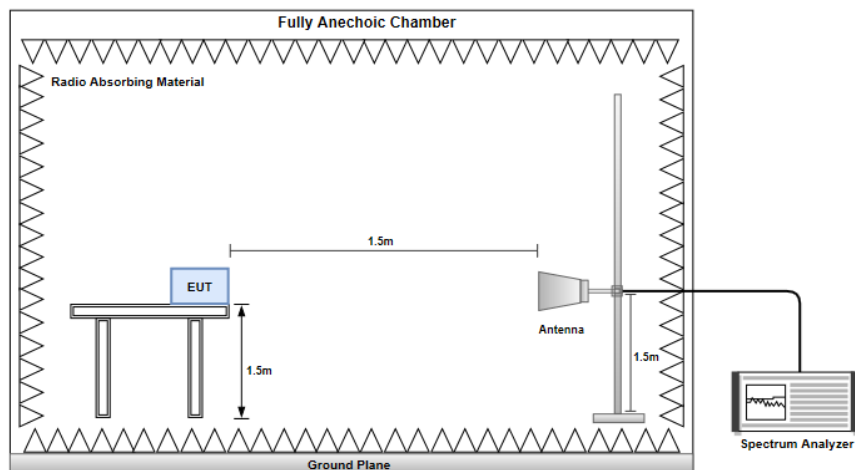 Fully Anechoic Chamber
Radio Absorbing Material
1.5m
EUT
Antenna
1.5m
1.5m
Spectrum Analyzer
Ground Plane